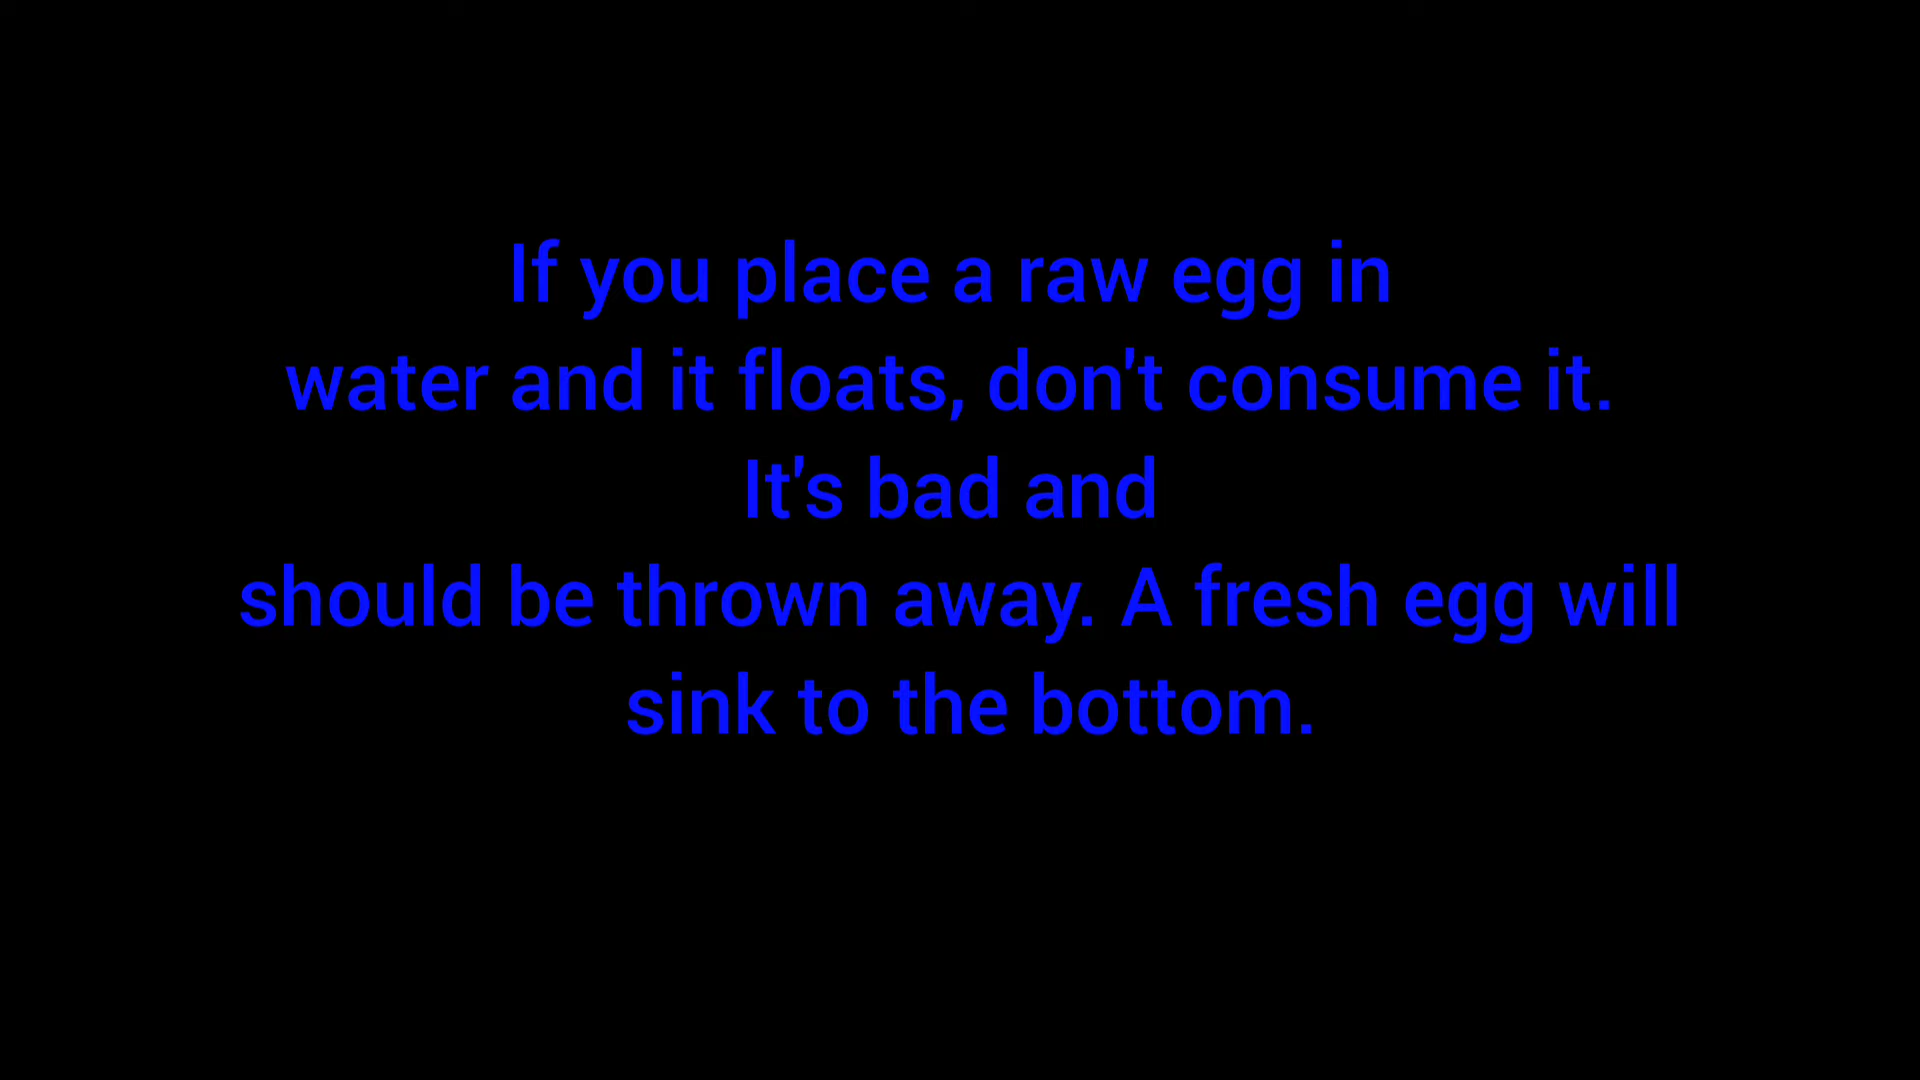 If you place a raw egg in
water and it floats, don't consume it.
It's bad and
should be thrown away. A fresh egg will
sink to the bottom.